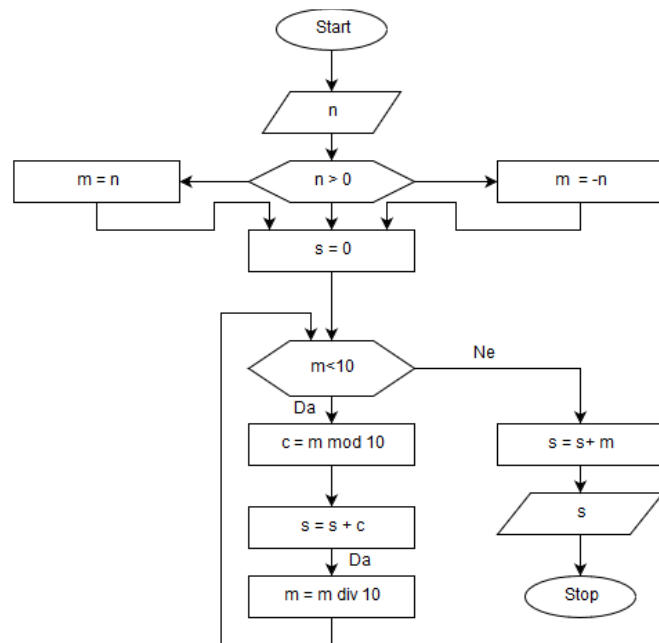 Start
n
m = n
n > 0
m = -n
s = 0
m<10
Ne
Da
c = m mod 10
s = s+ m
s = s + c
s
Da
m = m div 10
Stop